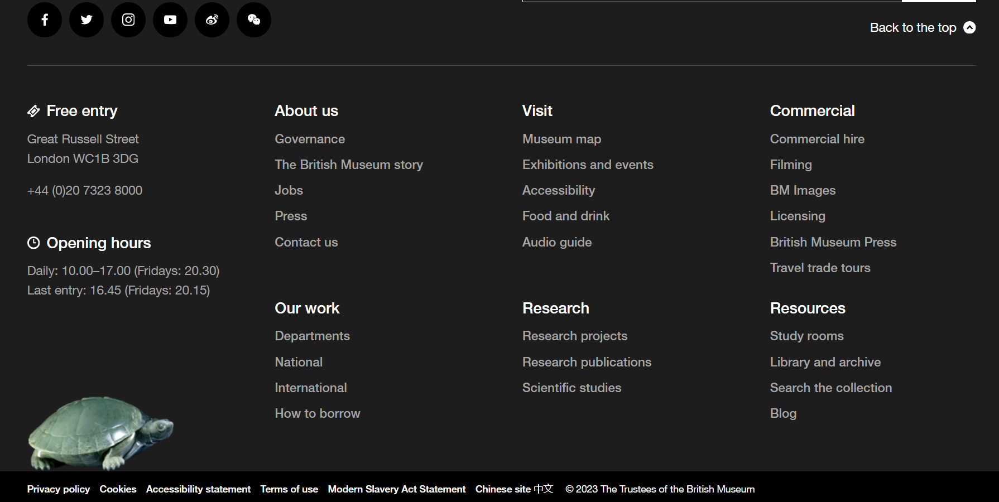 Back to the top
Free entry
Great Russell Street
London WC1B 3DG
+44 (0)20 7323 8000
Opening hours
Daily: 10.00–17.00 (Fridays: 20.30)
Last entry: 16.45 (Fridays: 20.15)
About us
Governance
The British Museum story
Jobs
Press
Contact us
Visit
Museum map
Exhibitions and events
Accessibility
Food and drink
Audio guide
Commercial
Commercial hire
Filming
BM Images
Licensing
British Museum Press
Travel trade tours
Our work
Departments
National
International
How to borrow
Research
Research projects
Research publications
Scientific studies
Resources
Study rooms
Library and archive
Search the collection
Blog
Privacy policy Cookies Accessibility statement Terms of use Modern Slavery Act Statement Chinese site 中文 © 2023 The Trustees of the British Museum